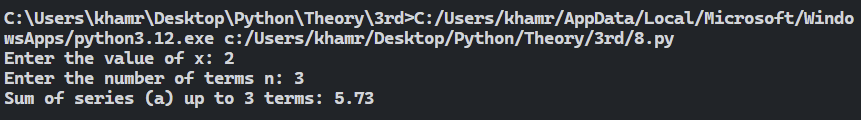 C:\Users\khamr\Desktop\Python\Theory\3rd>C:/Users/khamr/AppData/Local/Microsoft/Windo
wsApps/python3.12.exe c:/Users/khamr/Desktop/Python/Theory/3rd/8.py
Enter the value of x: 2
Enter the number of terms n: 3
Sum of series (a) up to 3 terms: 5.73